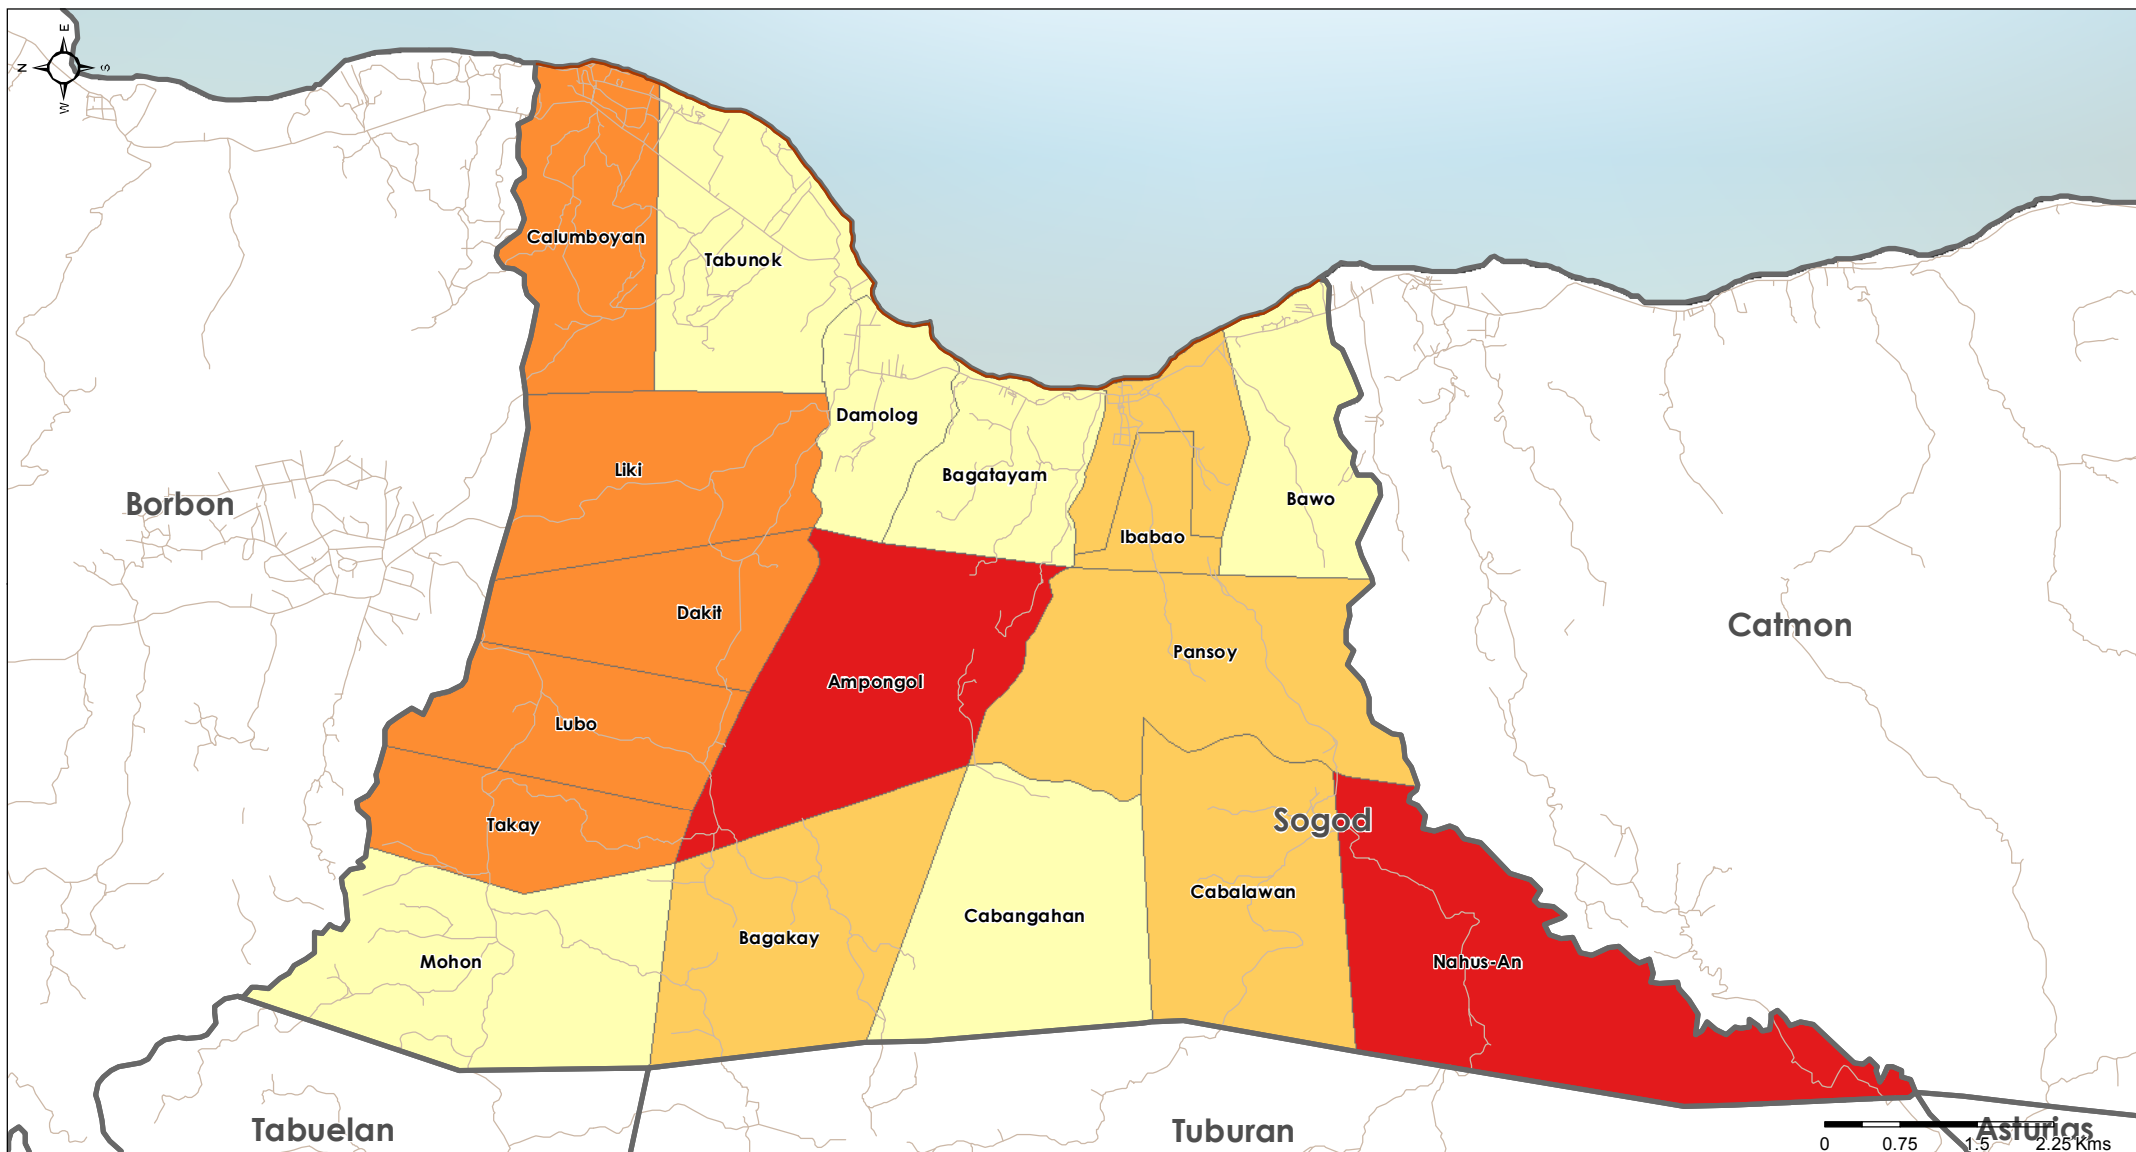 E
N
S
W
Calumboyan
Tabunok
Damolog
Liki
Bagatayam
Bawo
Borbon
Ibabao
Dakit
Catmon
Pansoy
Ampongol
Lubo
Takay
Sogod
Cabalawan
Cabangahan
Bagakay
Mohon
Nahus-An
Tabuelan
Tuburan
Asturias
0 0.75 1.5 2.25 Kms